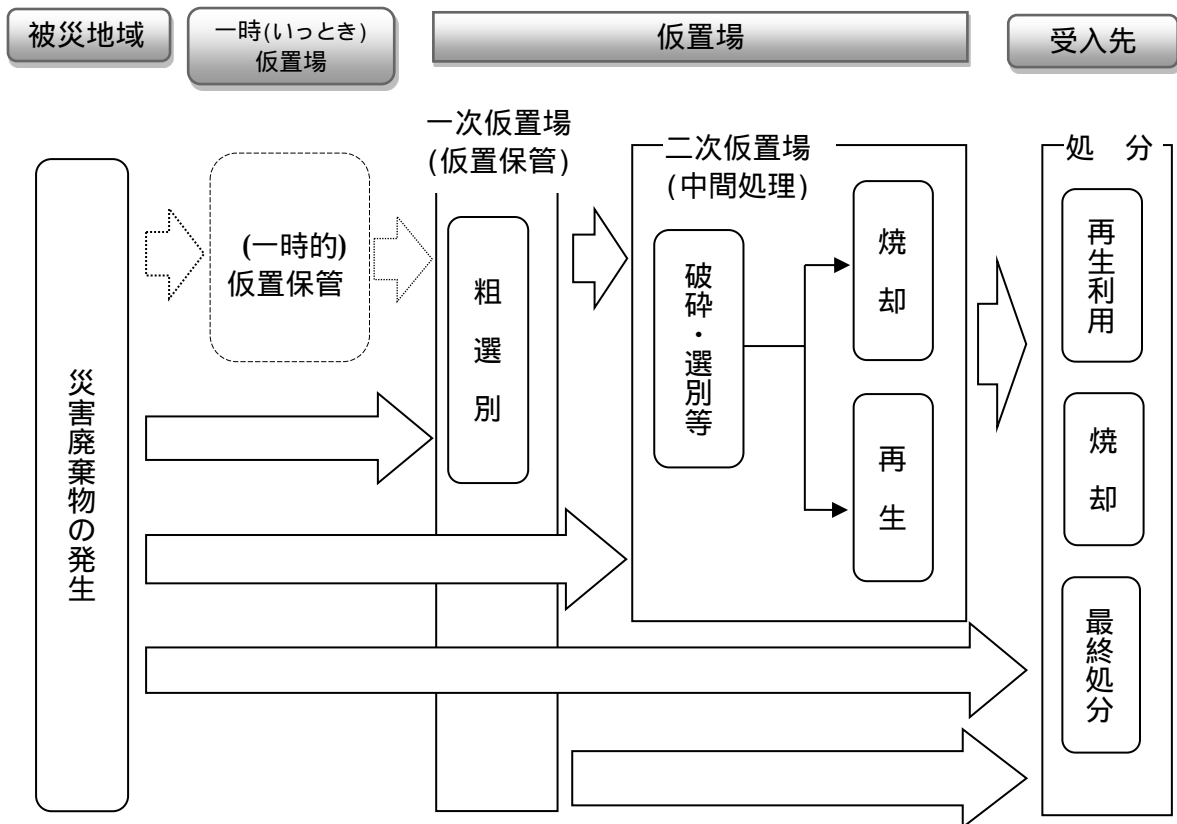 被災地域
一時(いっとき)
仮置場
仮置場
受入先
災害廃棄物の発生
(一時的)
仮置保管
一次仮置場
(仮置保管)
粗選別
二次仮置場
(中間処理)
破砕・選別等
焼却
再生
処 分
再生利用
焼却
最終処分